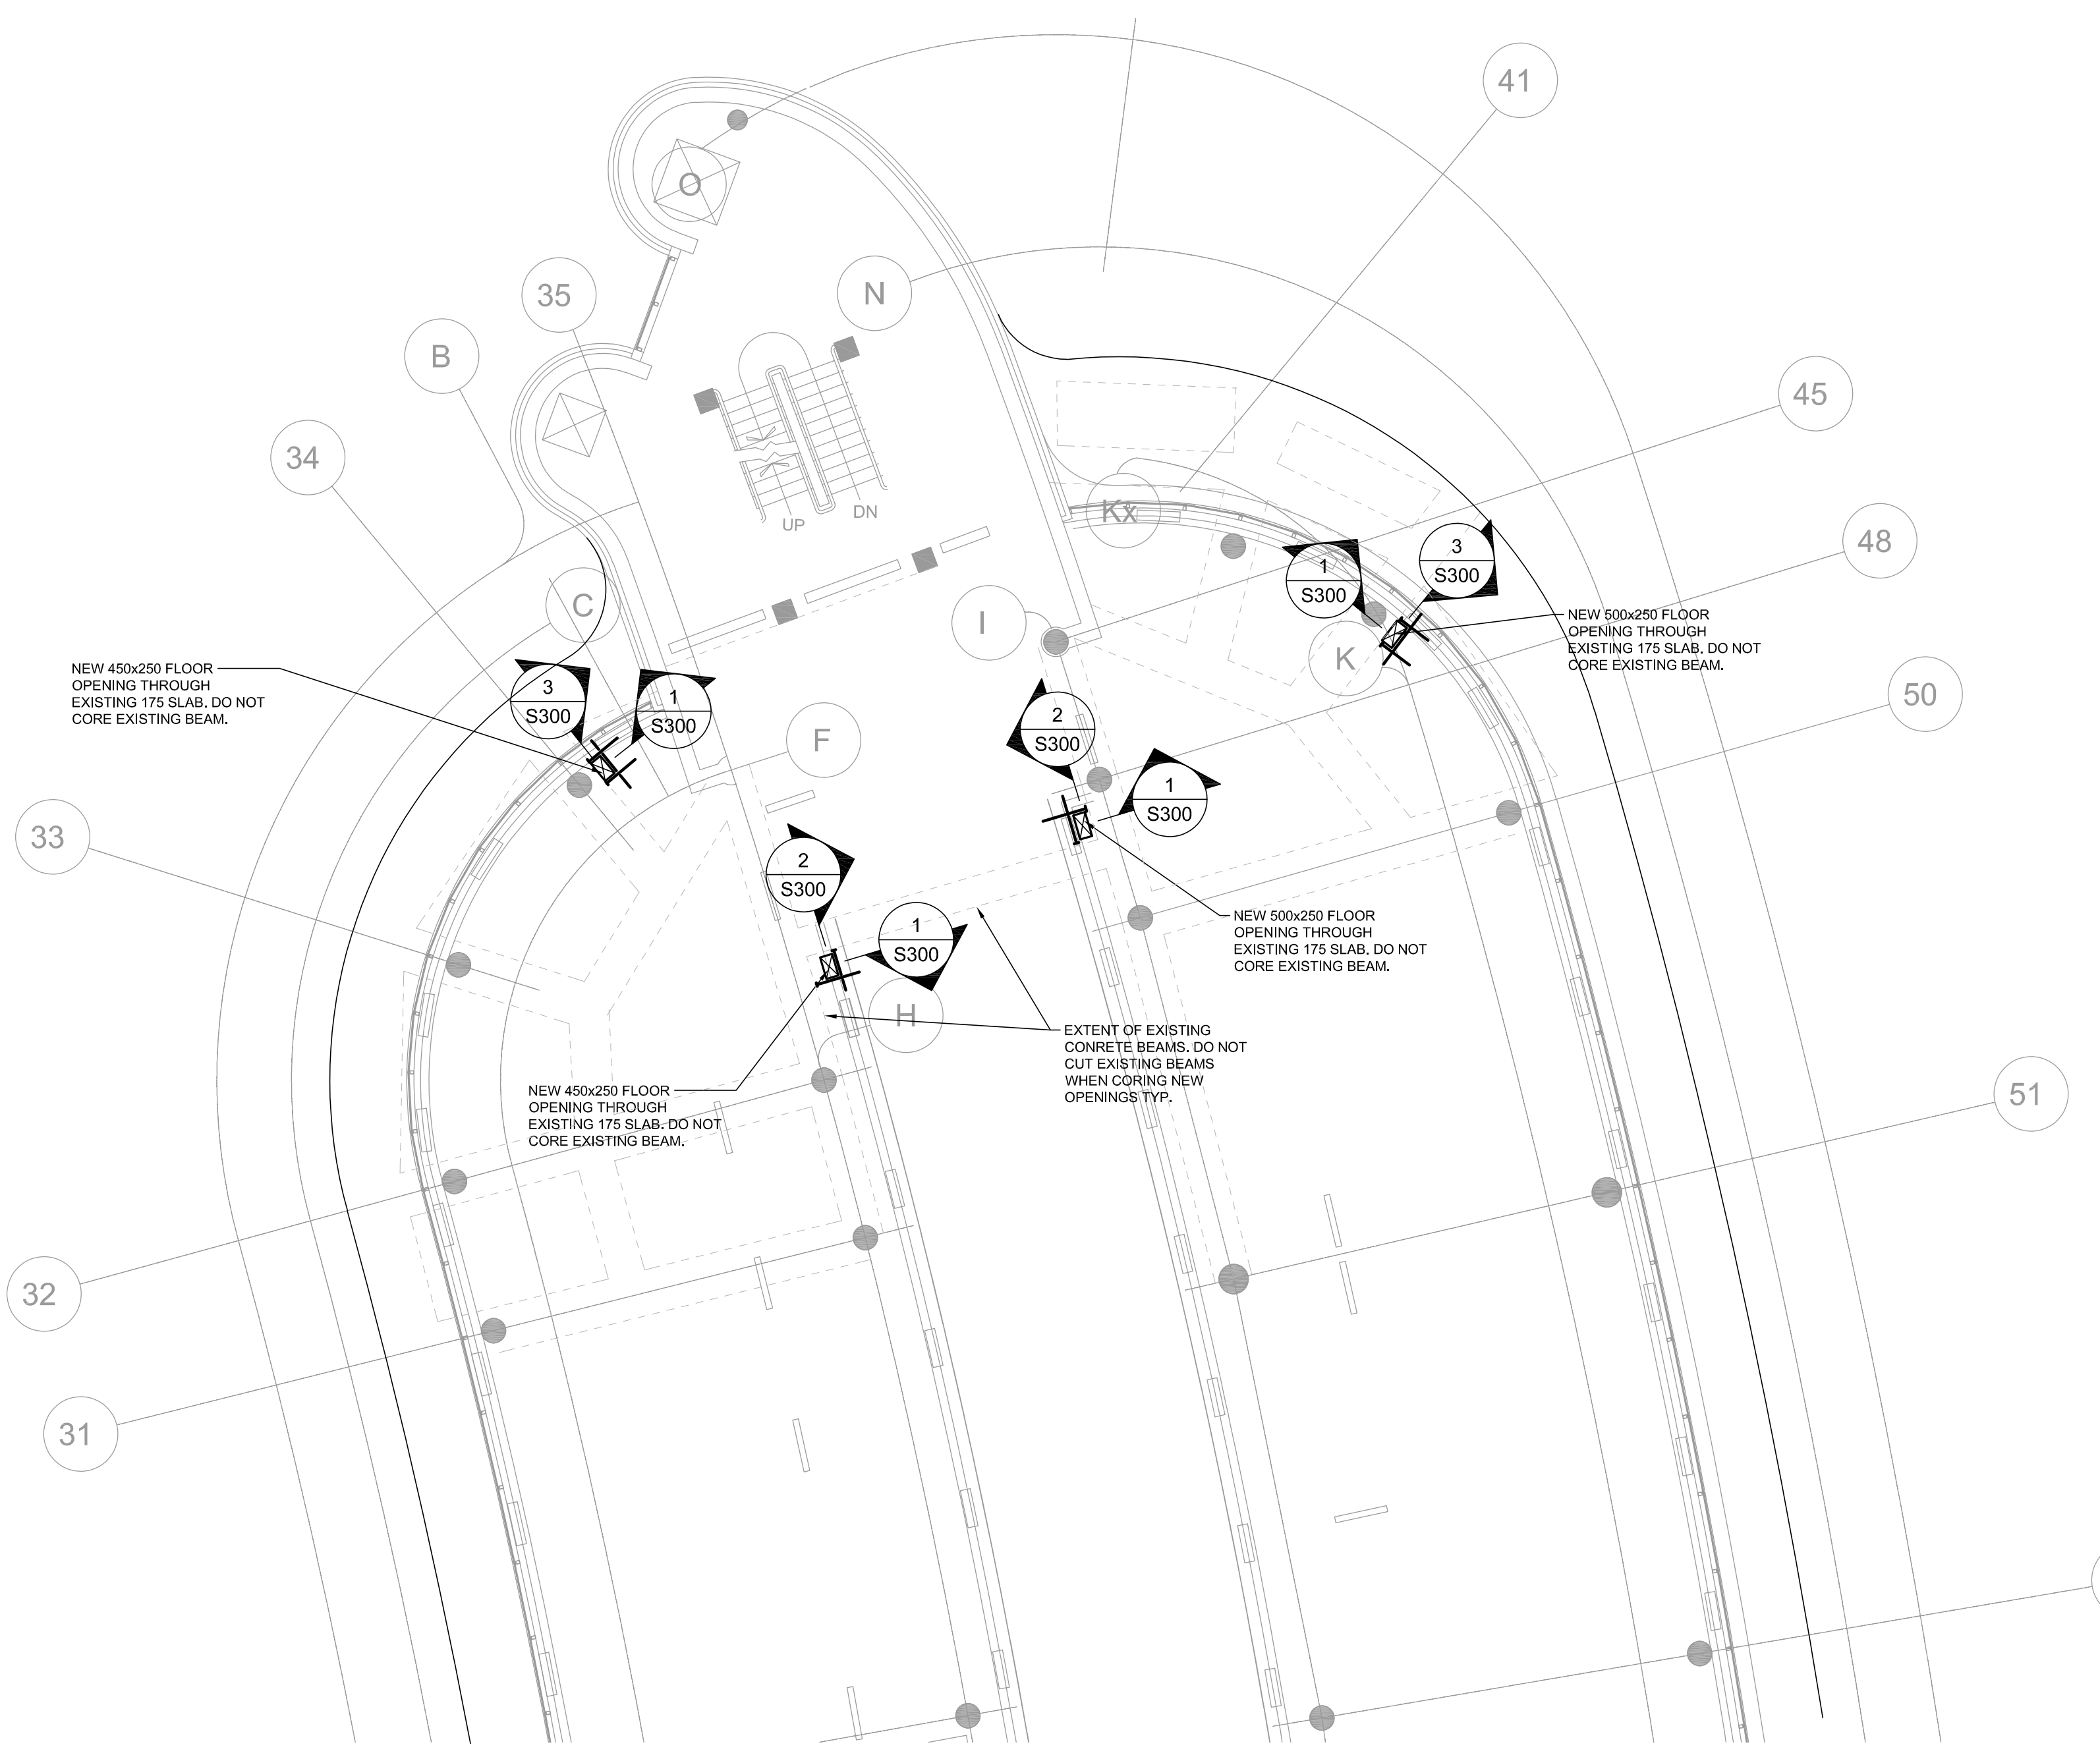 41
O
N
35
B
45
34
UP
DN
Kx
48
3
S300
1
S300
C
I
K
NEW 500x250 FLOOR
OPENING THROUGH
EXISTING 175 SLAB. DO NOT
CORE EXISTING BEAM.
NEW 450x250 FLOOR
OPENING THROUGH
EXISTING 175 SLAB. DO NOT
CORE EXISTING BEAM.
3
S300
1
S300
50
2
S300
F
1
S300
33
2
S300
1
S300
NEW 500x250 FLOOR
OPENING THROUGH
EXISTING 175 SLAB. DO NOT
CORE EXISTING BEAM.
H
EXTENT OF EXISTING
CONRETE BEAMS. DO NOT
CUT EXISTING BEAMS
WHEN CORING NEW
OPENINGS TYP.
NEW 450x250 FLOOR
OPENING THROUGH
EXISTING 175 SLAB. DO NOT
CORE EXISTING BEAM.
51
32
31